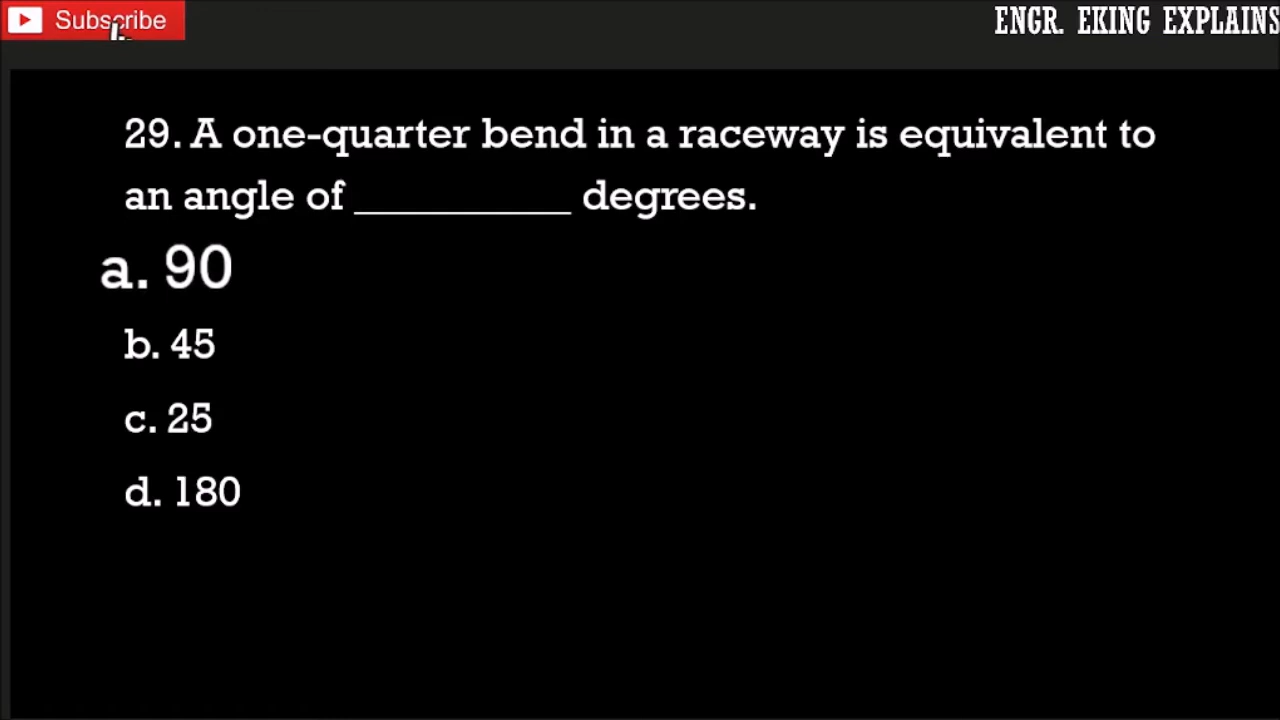 Subscribe
ENGR. EKING EXPLAINS
29. A one-quarter bend in a raceway is equivalent to
an angle of __________ degrees.
a. 90
b. 45
c. 25
d. 180